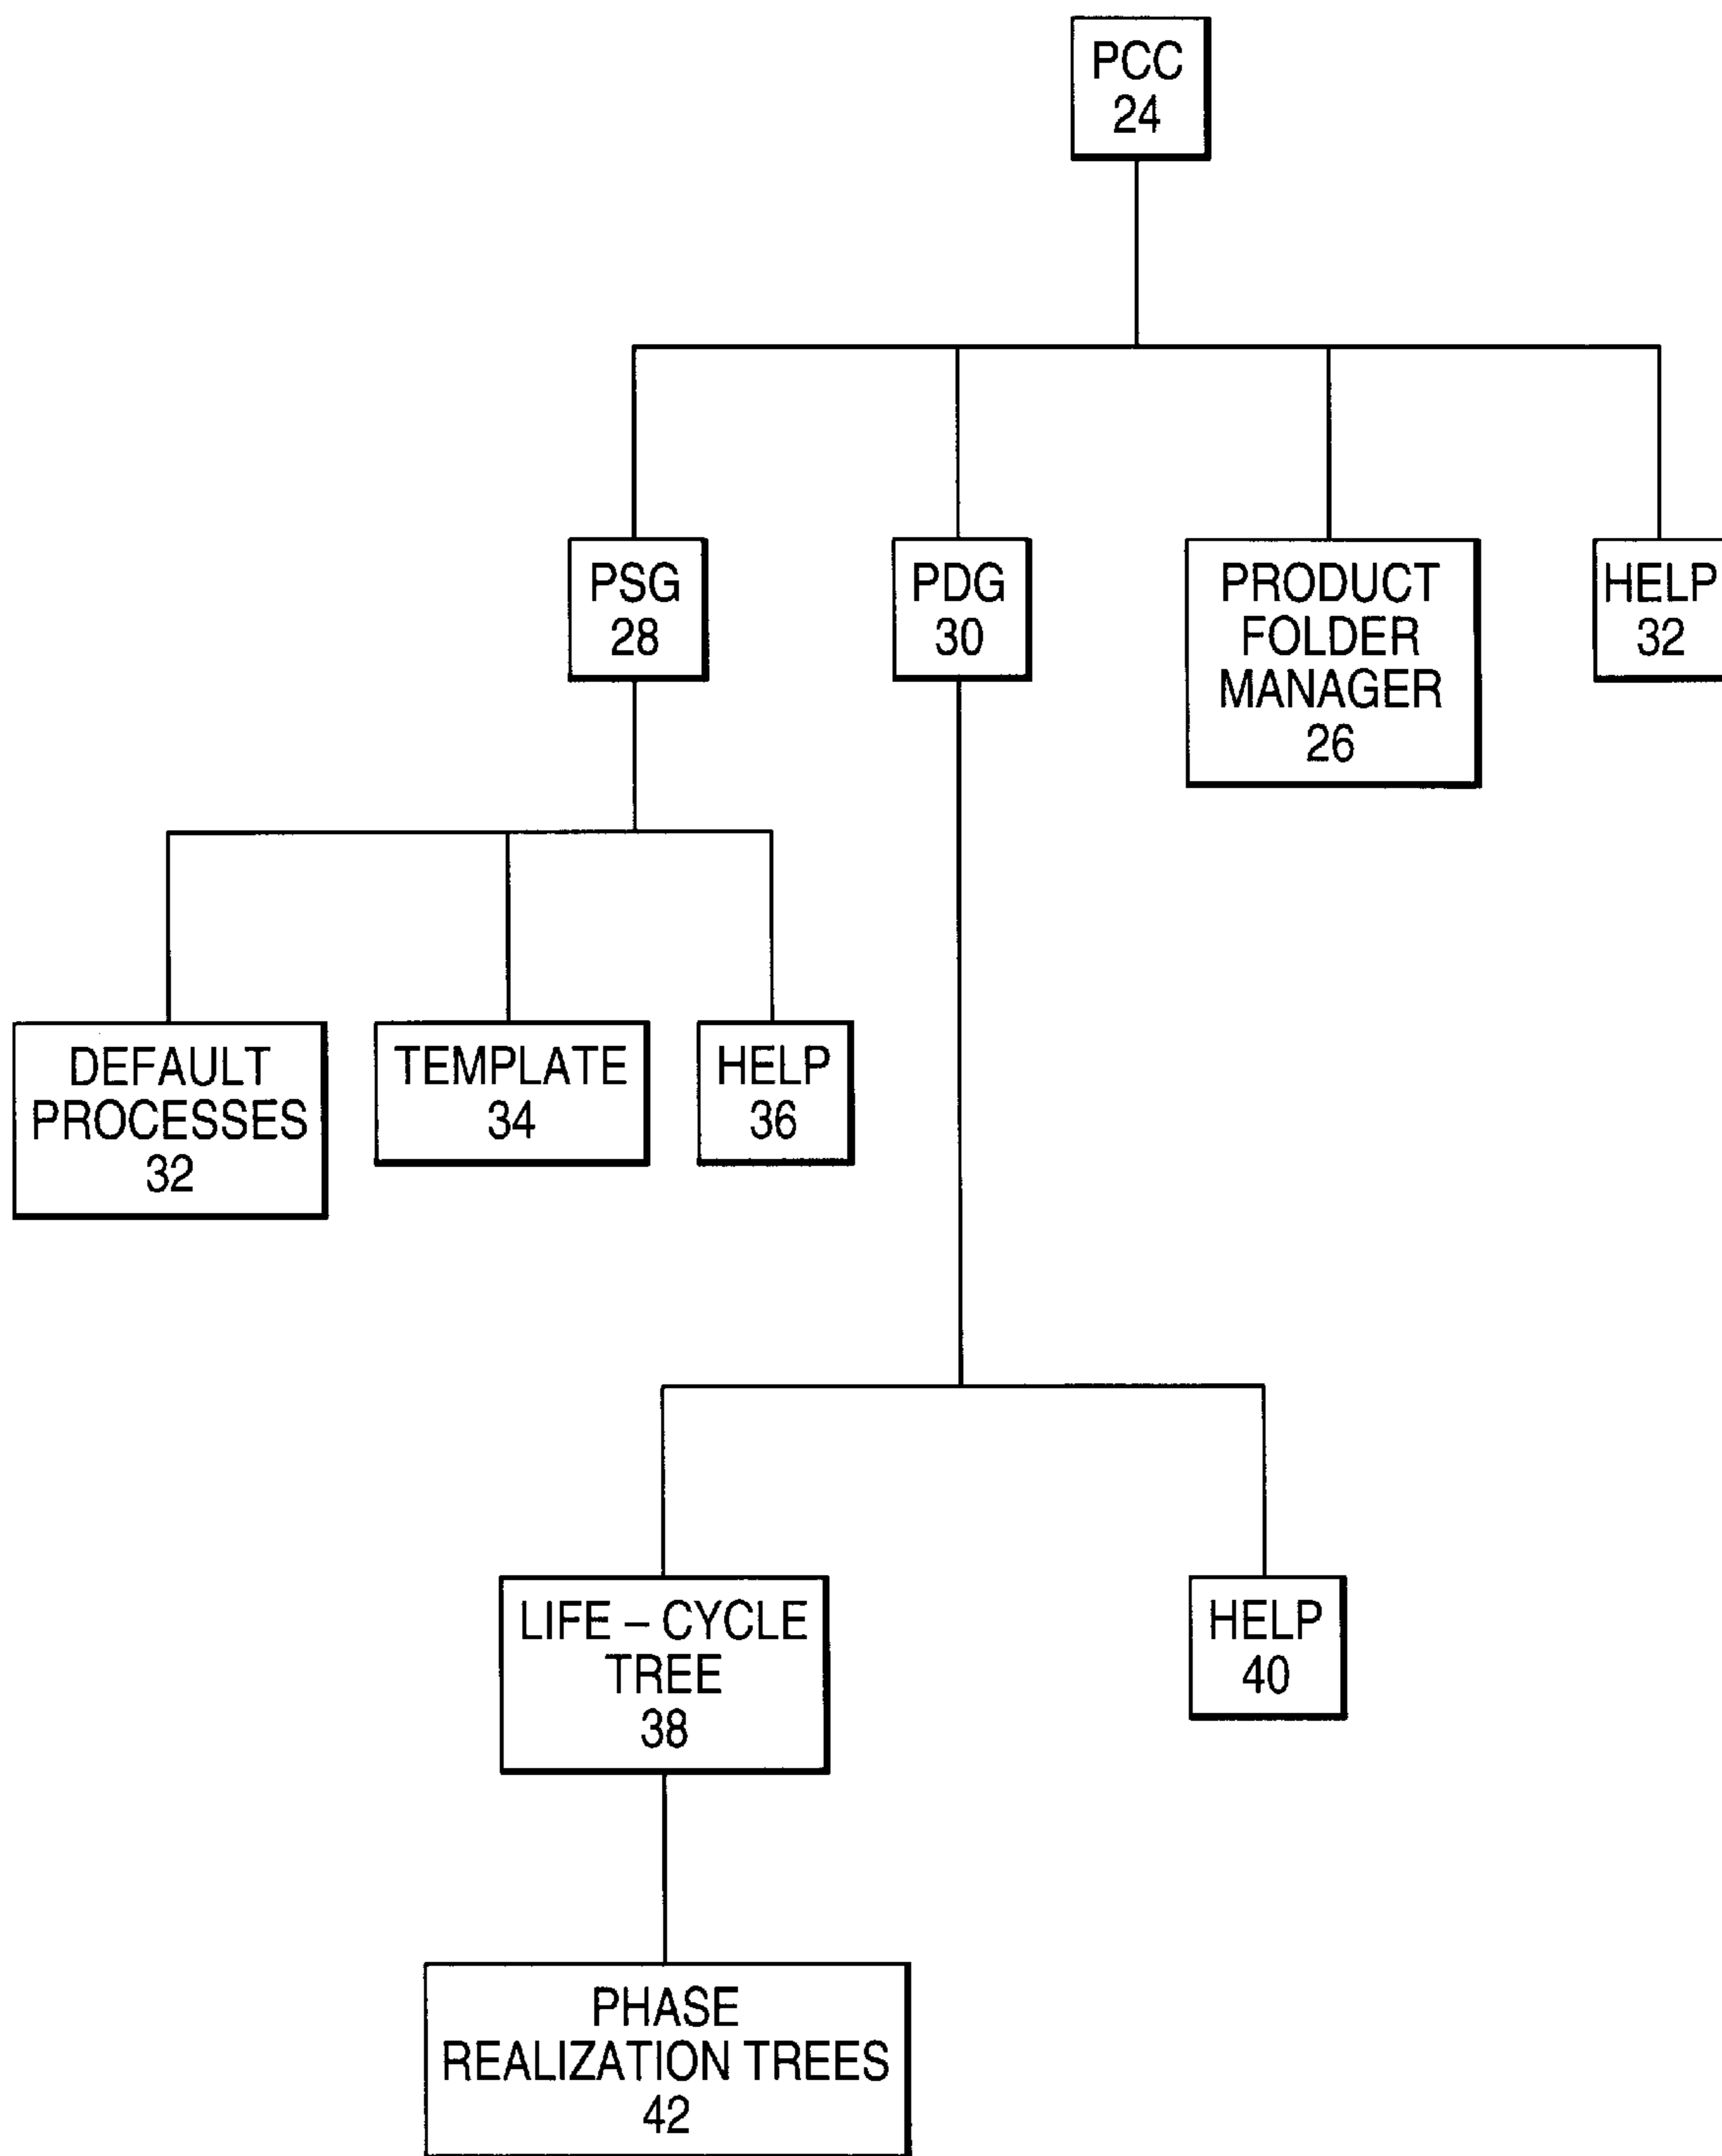 PCC
24
PSG
28
PDG
30
PRODUCT
FOLDER
MANAGER
26
HELP
32
DEFAULT
PROCESSES
32
TEMPLATE
34
HELP
36
LIFE – CYCLE
TREE
38
HELP
40
PHASE
REALIZATION TREES
42